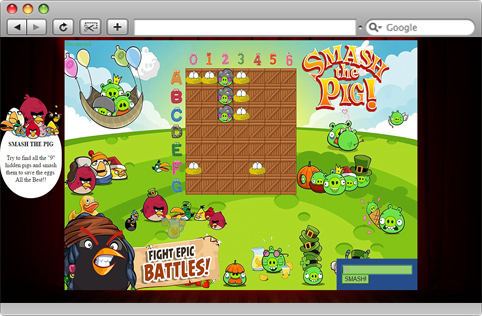 Google
0 1 2 3 4 5 6
SMASH
the
PIG!
A
B
C
D
E
F
G
SMASH THE PIG
Try to find all the "9"
hidden pigs and smash
them to save the eggs
All the Best!!
FIGHT EPIC
BATTLES!
SMASH!